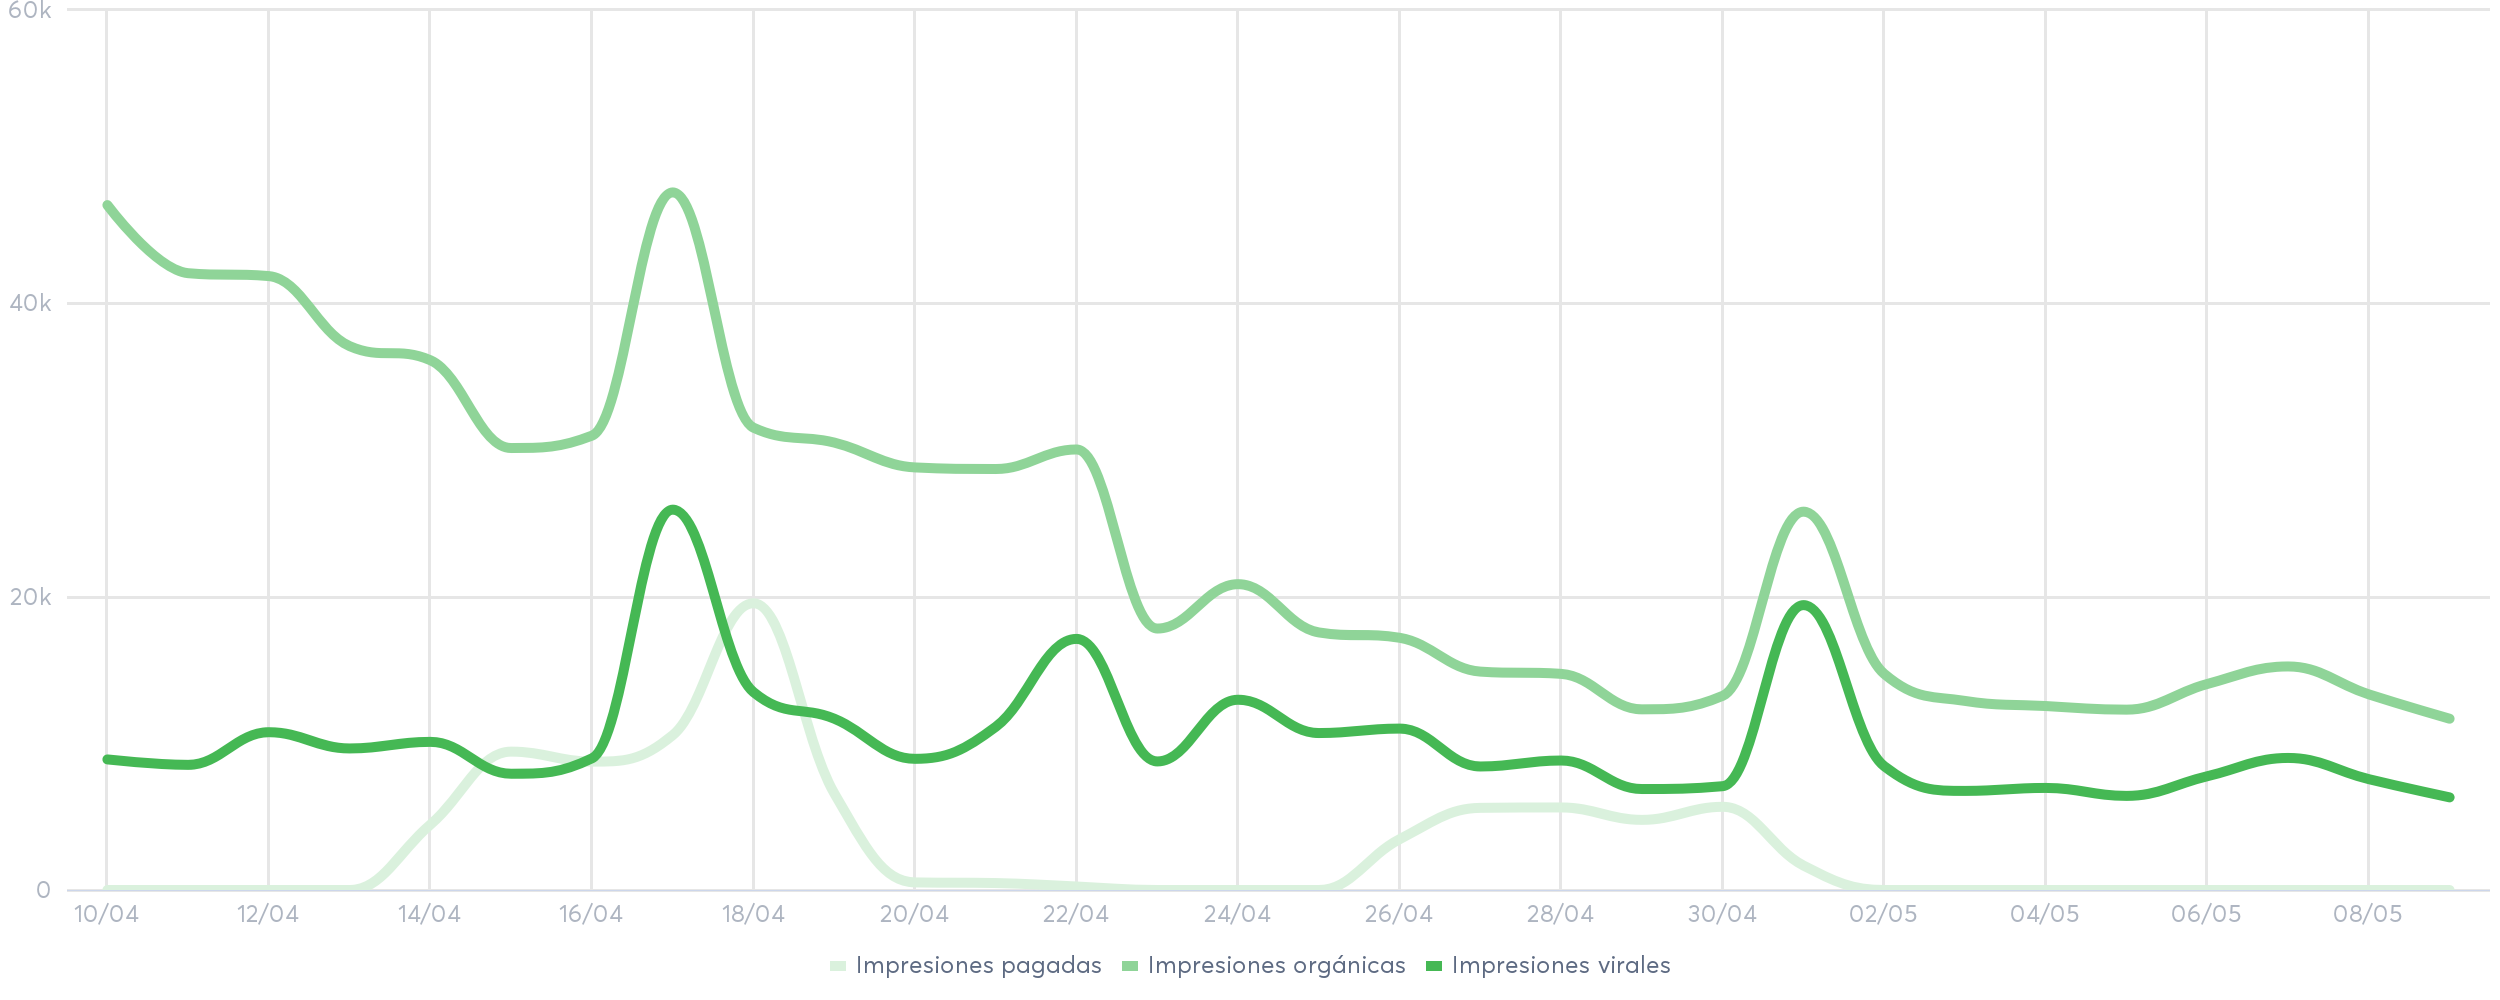 60k
40k
20k
0
10/04 12/04 14/04 16/04 18/04 20/04 22/04 24/04 26/04 28/04 30/04 02/05 04/05 06/05 08/05
Impresiones pagadas Impresiones orgánicas Impresiones virales